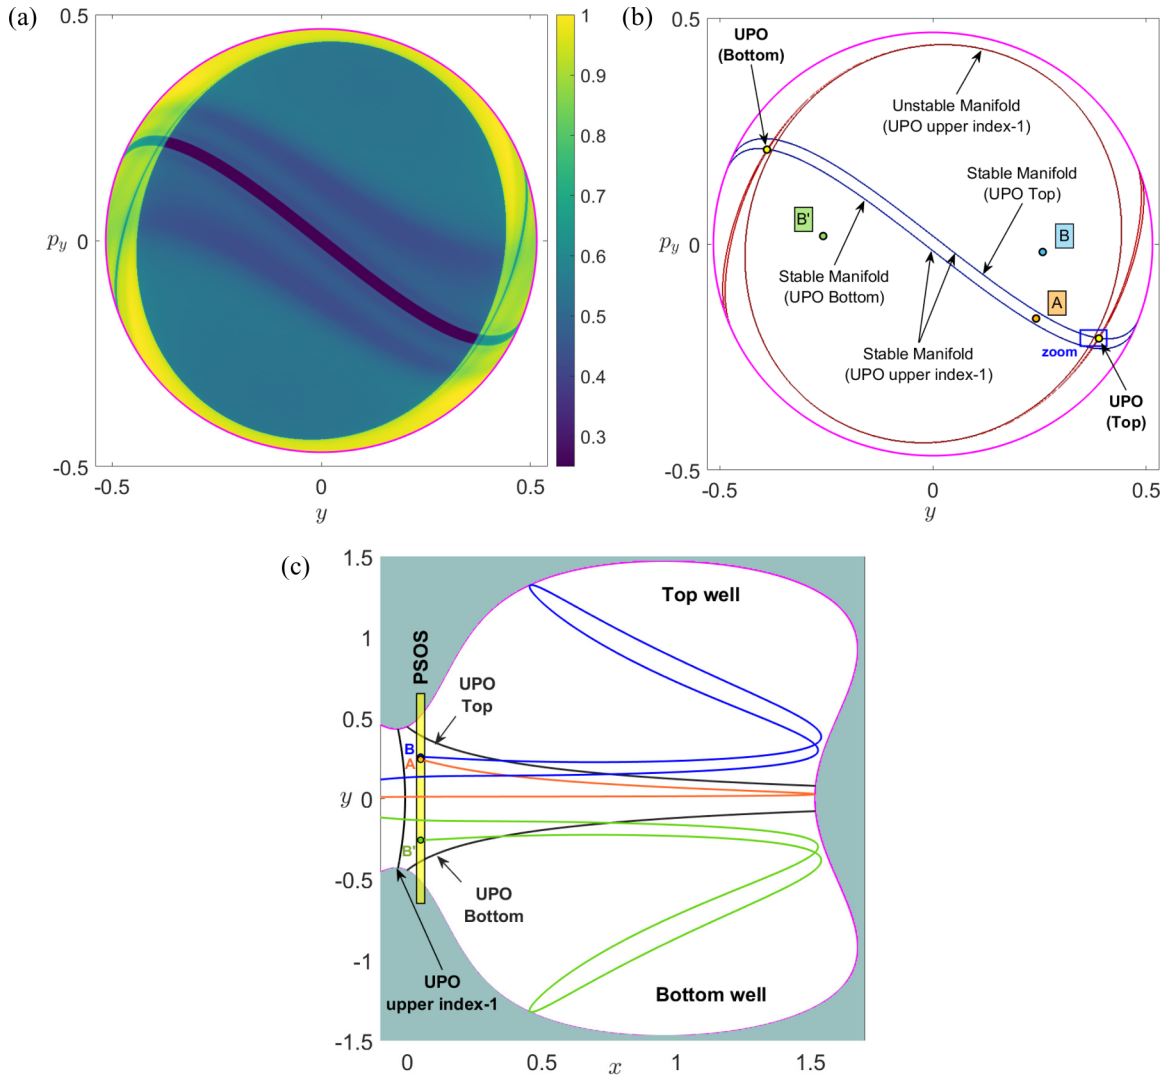 (a)
0.5
0
-0.5
p_y
-0.5
0
0.5
y
1
0.9
0.8
0.7
0.6
0.5
0.4
0.3
(b)
0.5
0
-0.5
p_y
-0.5
0
0.5
y
UPO
(Bottom)
Unstable Manifold
(UPO upper index-1)
Stable Manifold
(UPO Top)
B'
B
Stable Manifold
(UPO Bottom)
A
Stable Manifold
(UPO upper index-1)
zoom
UPO
(Top)
(c)
1.5
1
0.5
0
-0.5
-1
-1.5
y
0
0.5
1
1.5
x
Top well
PSOS
UPO
Top
B
A
B'
UPO
Bottom
UPO
upper index-1
Bottom well